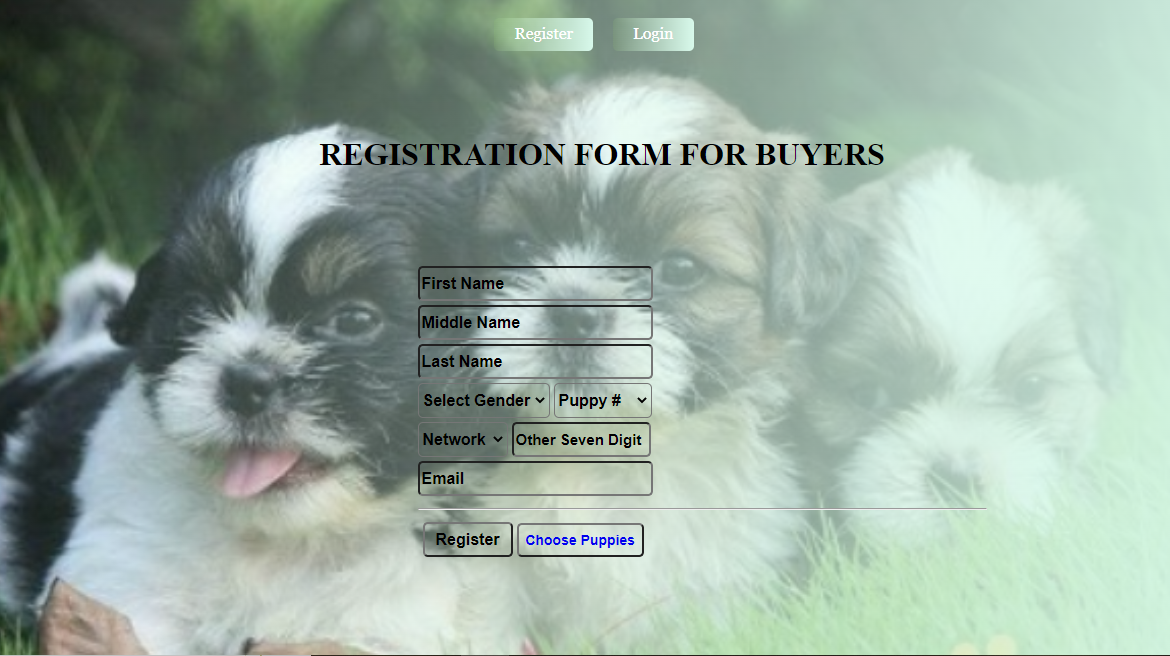 Register Login
REGISTRATION FORM FOR BUYERS
First Name
Middle Name
Last Name
Select Gender Puppy #
Network Other Seven Digit
Email
Register Choose Puppies